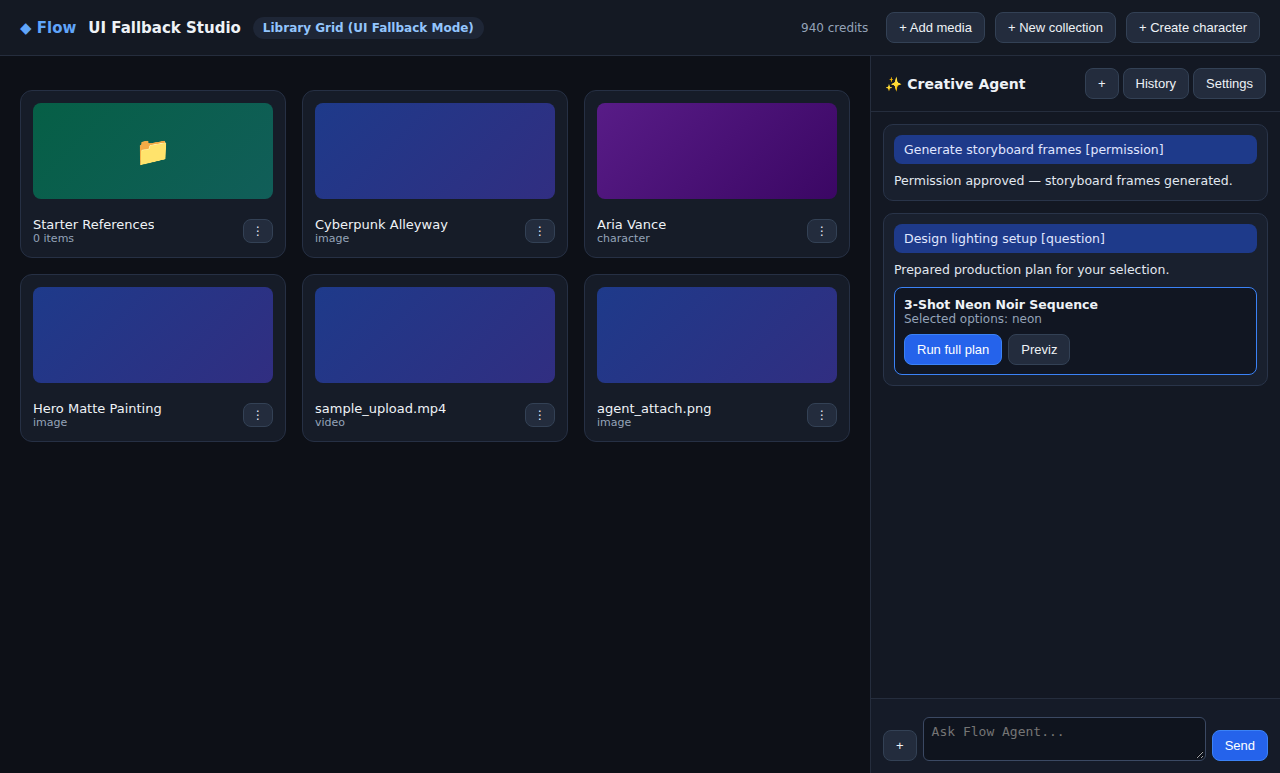 ◆ Flow UI Fallback Studio Library Grid (UI Fallback Mode) 940 credits + Add media + New collection + Create character
✨ Creative Agent + History Settings
Generate storyboard frames [permission]
Permission approved — storyboard frames generated.
Design lighting setup [question]
Prepared production plan for your selection.
3-Shot Neon Noir Sequence
Selected options: neon
Run full plan Previz
Starter References
0 items
Cyberpunk Alleyway
image
Aria Vance
character
Hero Matte Painting
image
sample_upload.mp4
video
agent_attach.png
image
+ Ask Flow Agent... Send